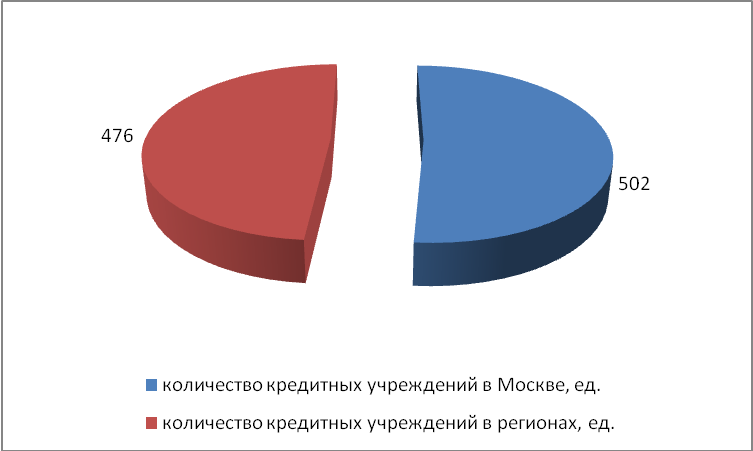 476
502
количество кредитных учреждений в Москве, ед.
количество кредитных учреждений в регионах, ед.